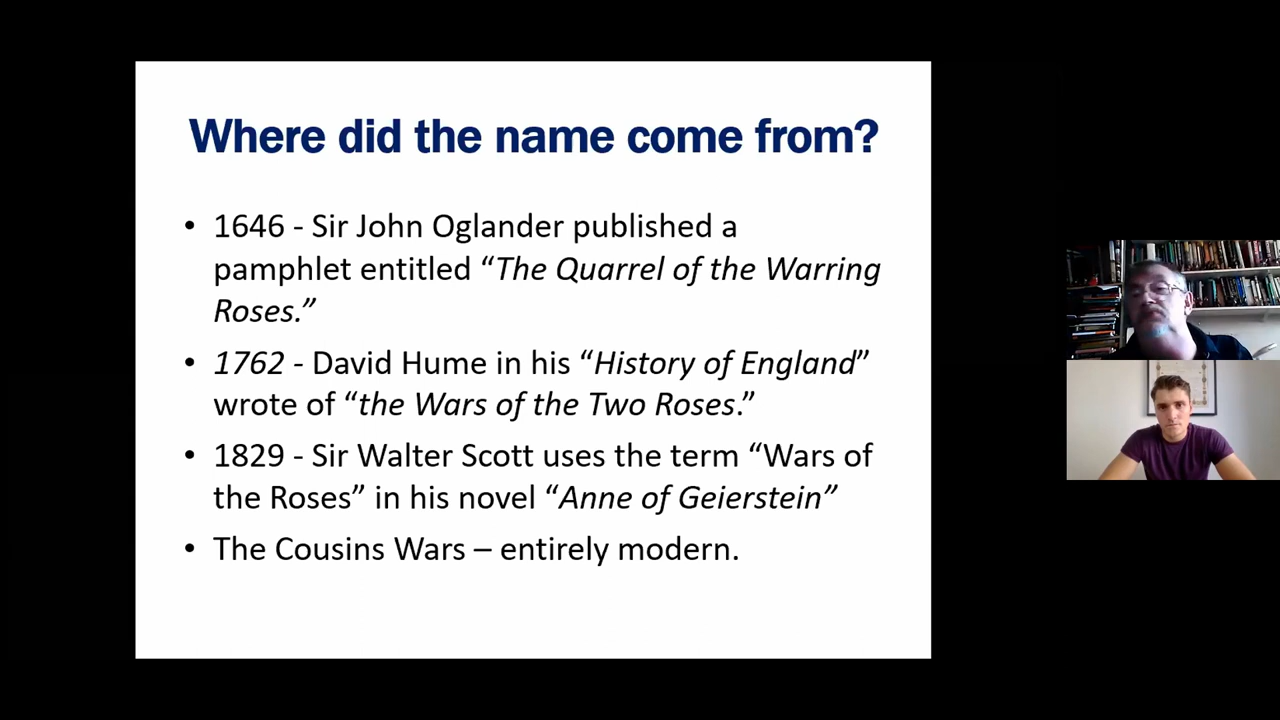 Where did the name come from?
• 1646 - Sir John Oglander published a
pamphlet entitled “The Quarrel of the Warring
Roses.”
• 1762 - David Hume in his “History of England”
wrote of “the Wars of the Two Roses.”
• 1829 - Sir Walter Scott uses the term “Wars of
the Roses” in his novel “Anne of Geierstein”
• The Cousins Wars – entirely modern.